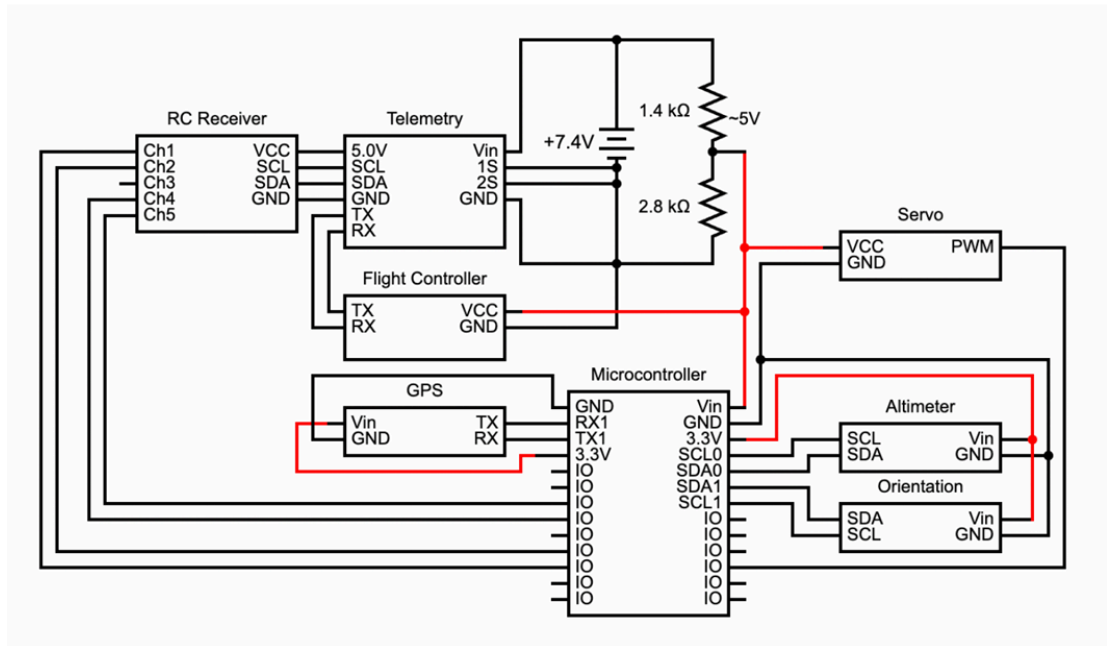 RC Receiver
Ch1
Ch2
Ch3
Ch4
Ch5
VCC
SCL
SDA
GND
Telemetry
5.0V
SCL
SDA
GND
TX
RX
Vin
1S
2S
GND
+7.4V
1.4 kΩ
~5V
2.8 kΩ
Servo
VCC
GND
PWM
Flight Controller
TX
RX
VCC
GND
GPS
Vin
GND
TX
RX
Microcontroller
GND
RX1
TX1
3.3V
IO
IO
IO
IO
IO
IO
IO
IO
IO
Vin
GND
3.3V
SCL0
SDA0
SDA1
SCL1
IO
IO
IO
IO
IO
IO
Altimeter
SCL
SDA
Vin
GND
Orientation
SDA
SCL
Vin
GND